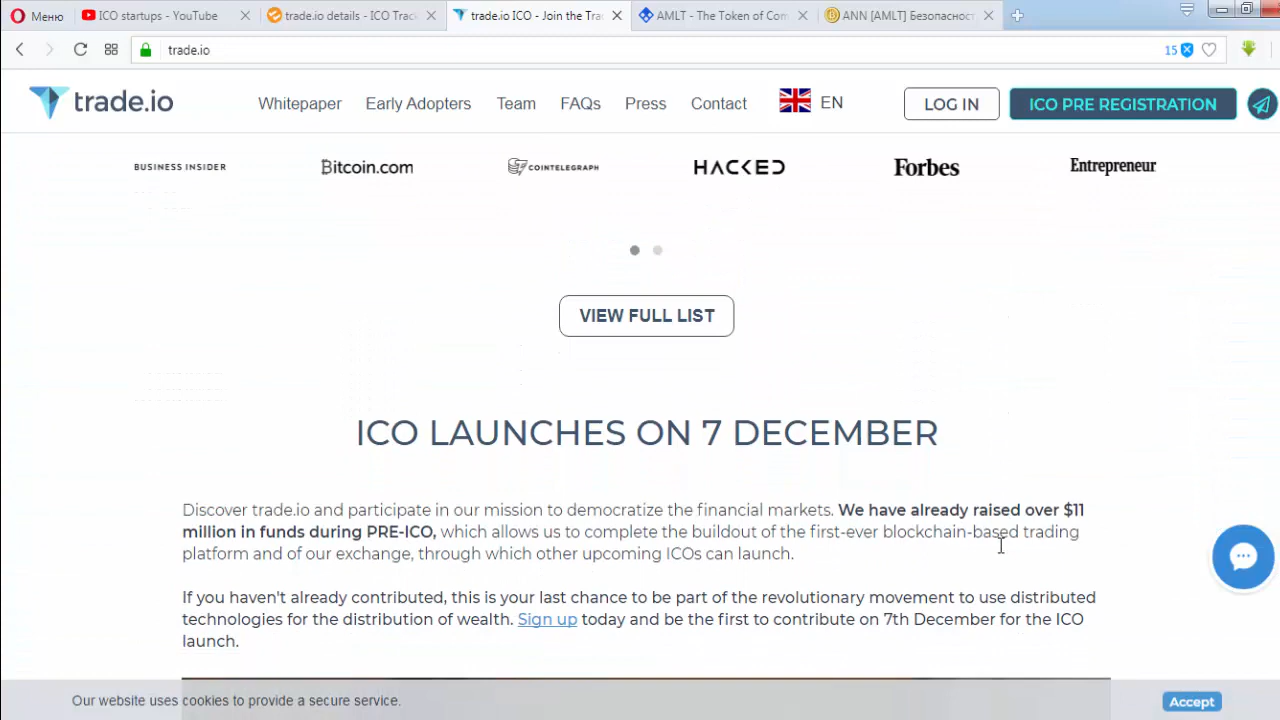 Меню
ICO startups - YouTube
trade.io details - ICO Trac
trade.io ICO - Join the Tra
AMLT - The Token of Com
ANN [AMLT] Безопаснос
trade.io
15
trade.io
Whitepaper
Early Adopters
Team
FAQs
Press
Contact
EN
LOG IN
ICO PRE REGISTRATION
BUSINESS INSIDER
Bitcoin.com
COINTELEGRAPH
HACKED
Forbes
Entrepreneur
VIEW FULL LIST
ICO LAUNCHES ON 7 DECEMBER
Discover trade.io and participate in our mission to democratize the financial markets. We have already raised over $11
million in funds during PRE-ICO, which allows us to complete the buildout of the first-ever blockchain-based trading
platform and of our exchange, through which other upcoming ICOs can launch.
If you haven't already contributed, this is your last chance to be part of the revolutionary movement to use distributed
technologies for the distribution of wealth. Sign up today and be the first to contribute on 7th December for the ICO
launch.
Our website uses cookies to provide a secure service.
Accept